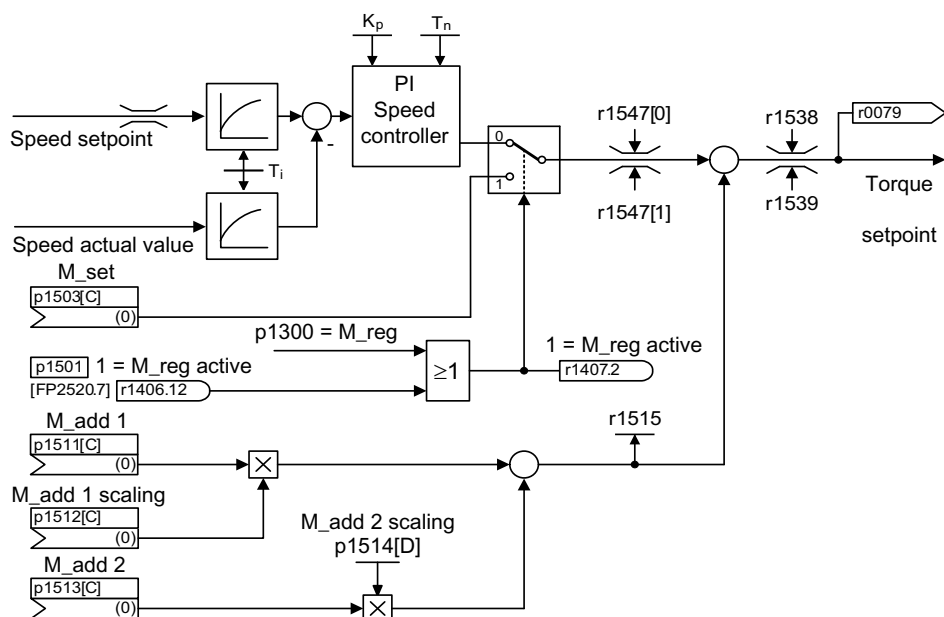 Kp Tn
PI
Speed
controller
Speed setpoint
-
Ti
Speed actual value
0
1
r1547[0]
r1547[1]
r1538
r1539
r0079
Torque
setpoint
M_set
p1503[C]
(0)
p1300 = M_reg
p1501 1 = M_reg active
[FP2520.7] r1406.12
≥1
1 = M_reg active
r1407.2
M_add 1
p1511[C]
(0)
×
r1515
M_add 1 scaling
p1512[C]
(0)
M_add 2 scaling
p1514[D]
M_add 2
p1513[C]
(0)
×